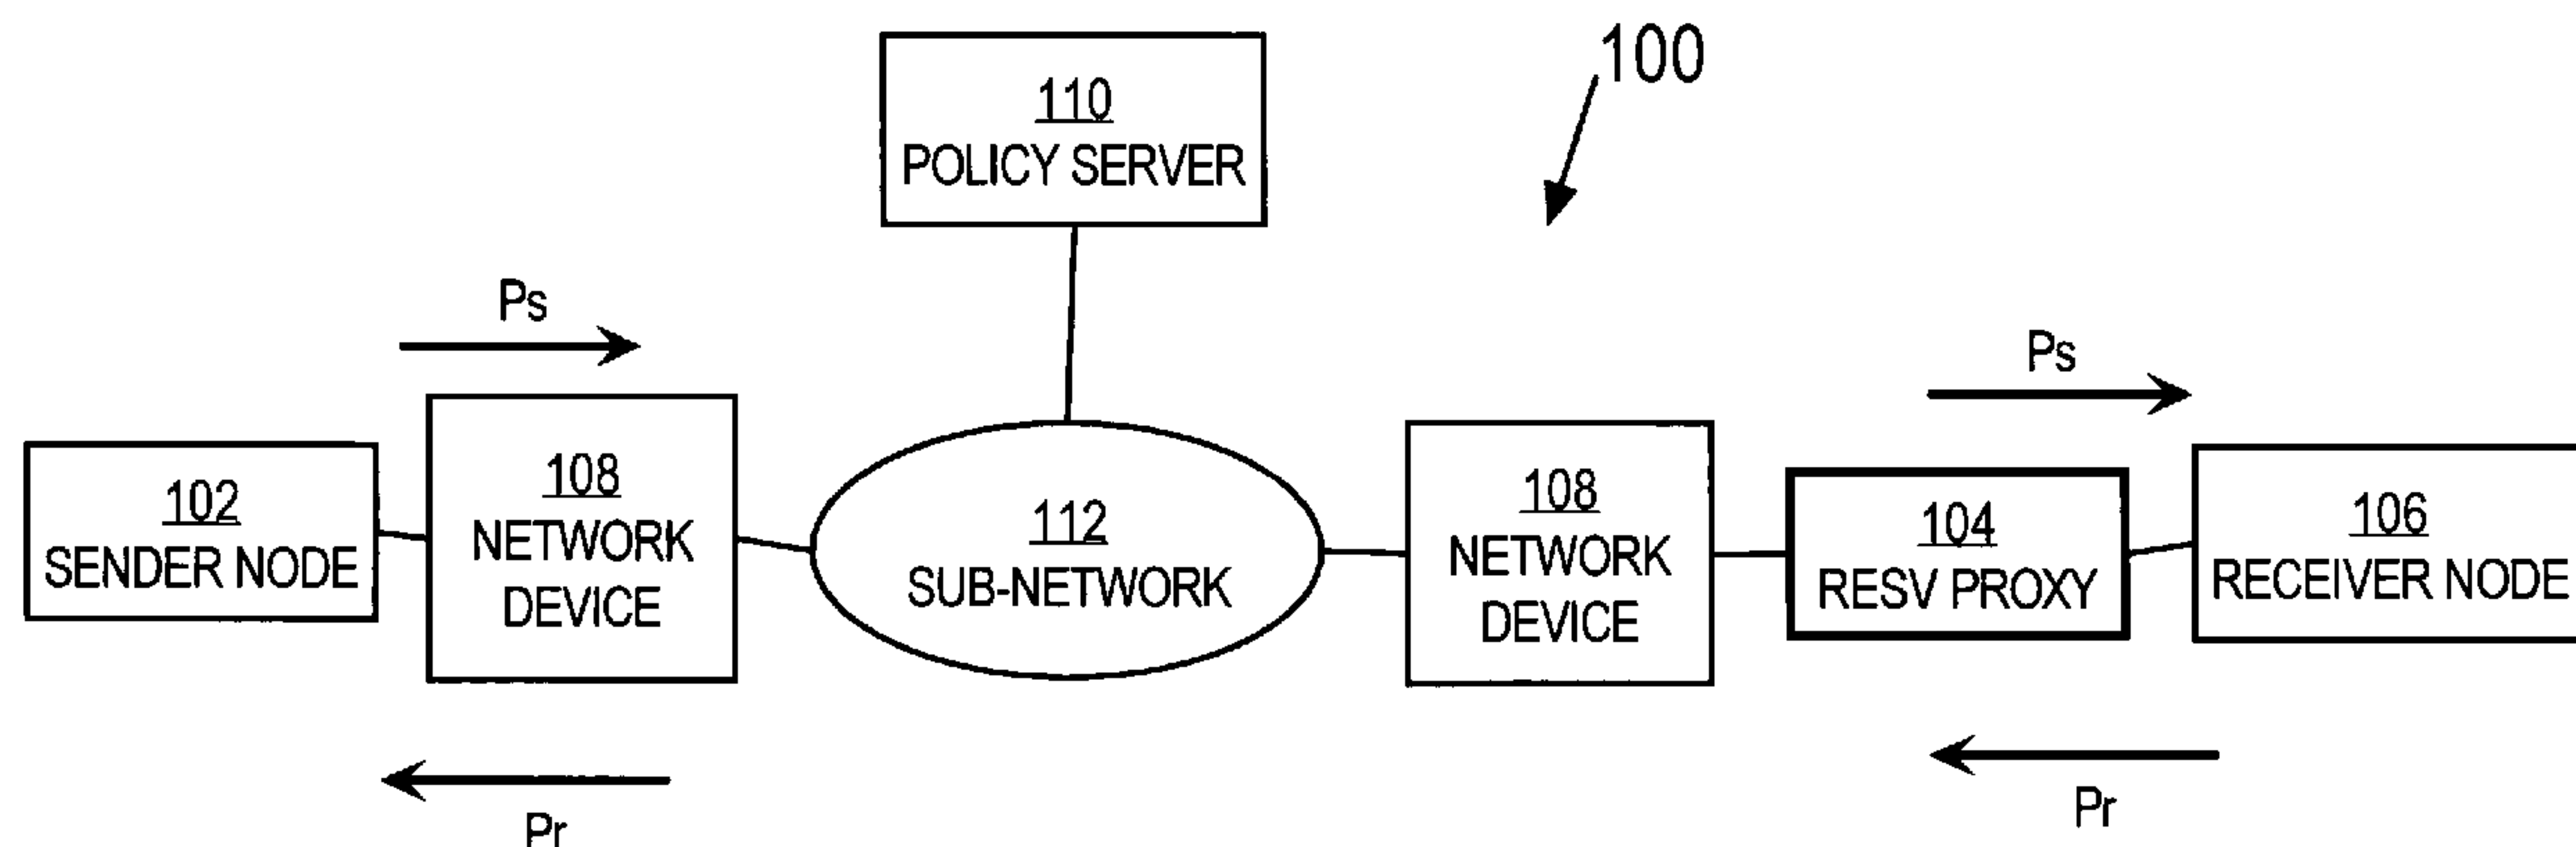 100
110
POLICY SERVER
Ps
Ps
102
SENDER NODE
108
NETWORK
DEVICE
112
SUB-NETWORK
108
NETWORK
DEVICE
104
RESV PROXY
106
RECEIVER NODE
Pr
Pr